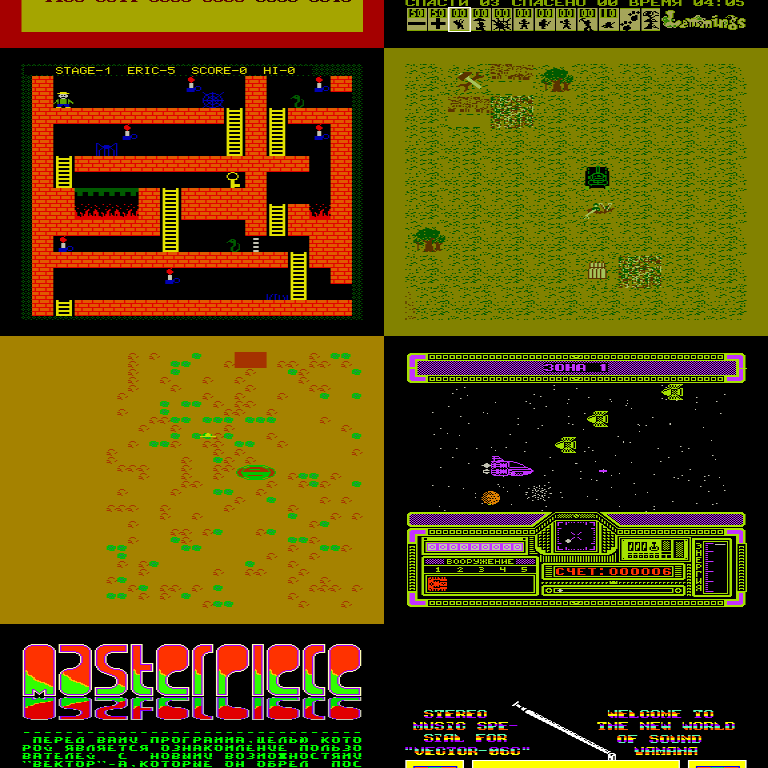 СПАСТИ 03 СПАСЕНО 00 ВРЕМЯ 04:05
Lemmings
STAGE-1 ERIC-5 SCORE-0 HI-0
ЗОНА 1
ВООРУЖЕНИЕ
1 2 3 4 5
СЧЕТ:000006
Masterpiece
ПЕРЕД ВАМИ ПРОГРАММА,ЦЕЛЬЮ КОТО
РОЙ ЯВЛЯЕТСЯ ОЗНАКОМЛЕНИЕ ПОЛЬЗО
ВАТЕЛЕЙ С НОВЫМИ ВОЗМОЖНОСТЯМИ
"ВЕКТОР"-А,КОТОРЫЕ ОН ОБРЕЛ ПОС
STEREO
MUSIC SPE-
SIAL FOR
"VECTOR-06C"
WELCOME TO
THE NEW WORLD
OF SOUND
YAMAHA